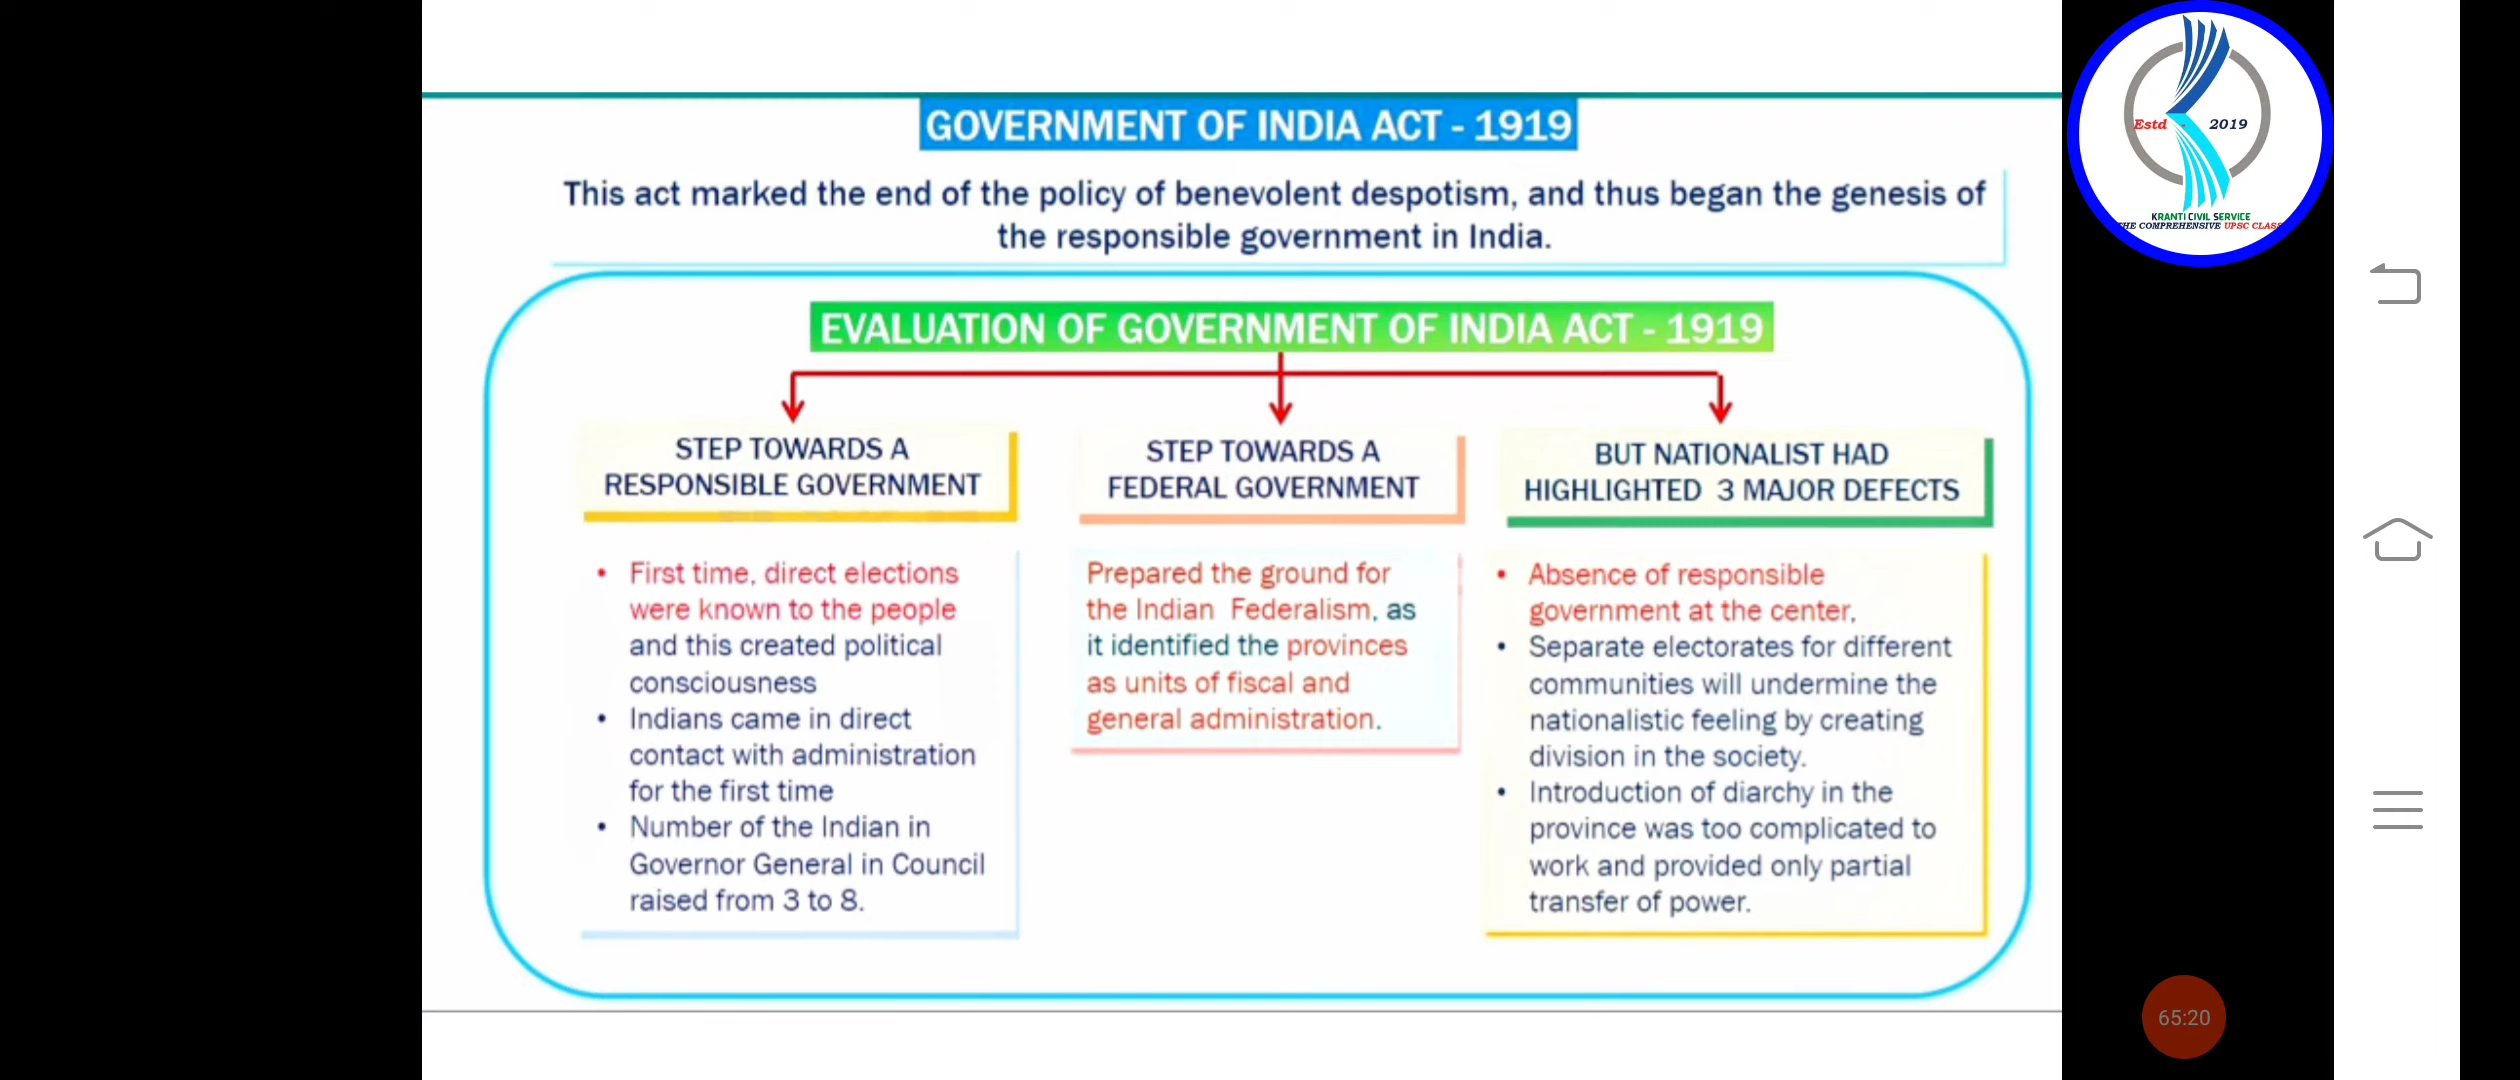 GOVERNMENT OF INDIA ACT - 1919
This act marked the end of the policy of benevolent despotism, and thus began the genesis of
the responsible government in India.
EVALUATION OF GOVERNMENT OF INDIA ACT - 1919
STEP TOWARDS A
RESPONSIBLE GOVERNMENT
• First time, direct elections
were known to the people
and this created political
consciousness
• Indians came in direct
contact with administration
for the first time
• Number of the Indian in
Governor General in Council
raised from 3 to 8.
STEP TOWARDS A
FEDERAL GOVERNMENT
Prepared the ground for
the Indian Federalism, as
it identified the provinces
as units of fiscal and
general administration.
BUT NATIONALIST HAD
HIGHLIGHTED 3 MAJOR DEFECTS
• Absence of responsible
government at the center,
• Separate electorates for different
communities will undermine the
nationalistic feeling by creating
division in the society.
• Introduction of diarchy in the
province was too complicated to
work and provided only partial
transfer of power.
Estd - 2019
KRANTI CIVIL SERVICE
THE COMPREHENSIVE UPSC CLASS
65:20